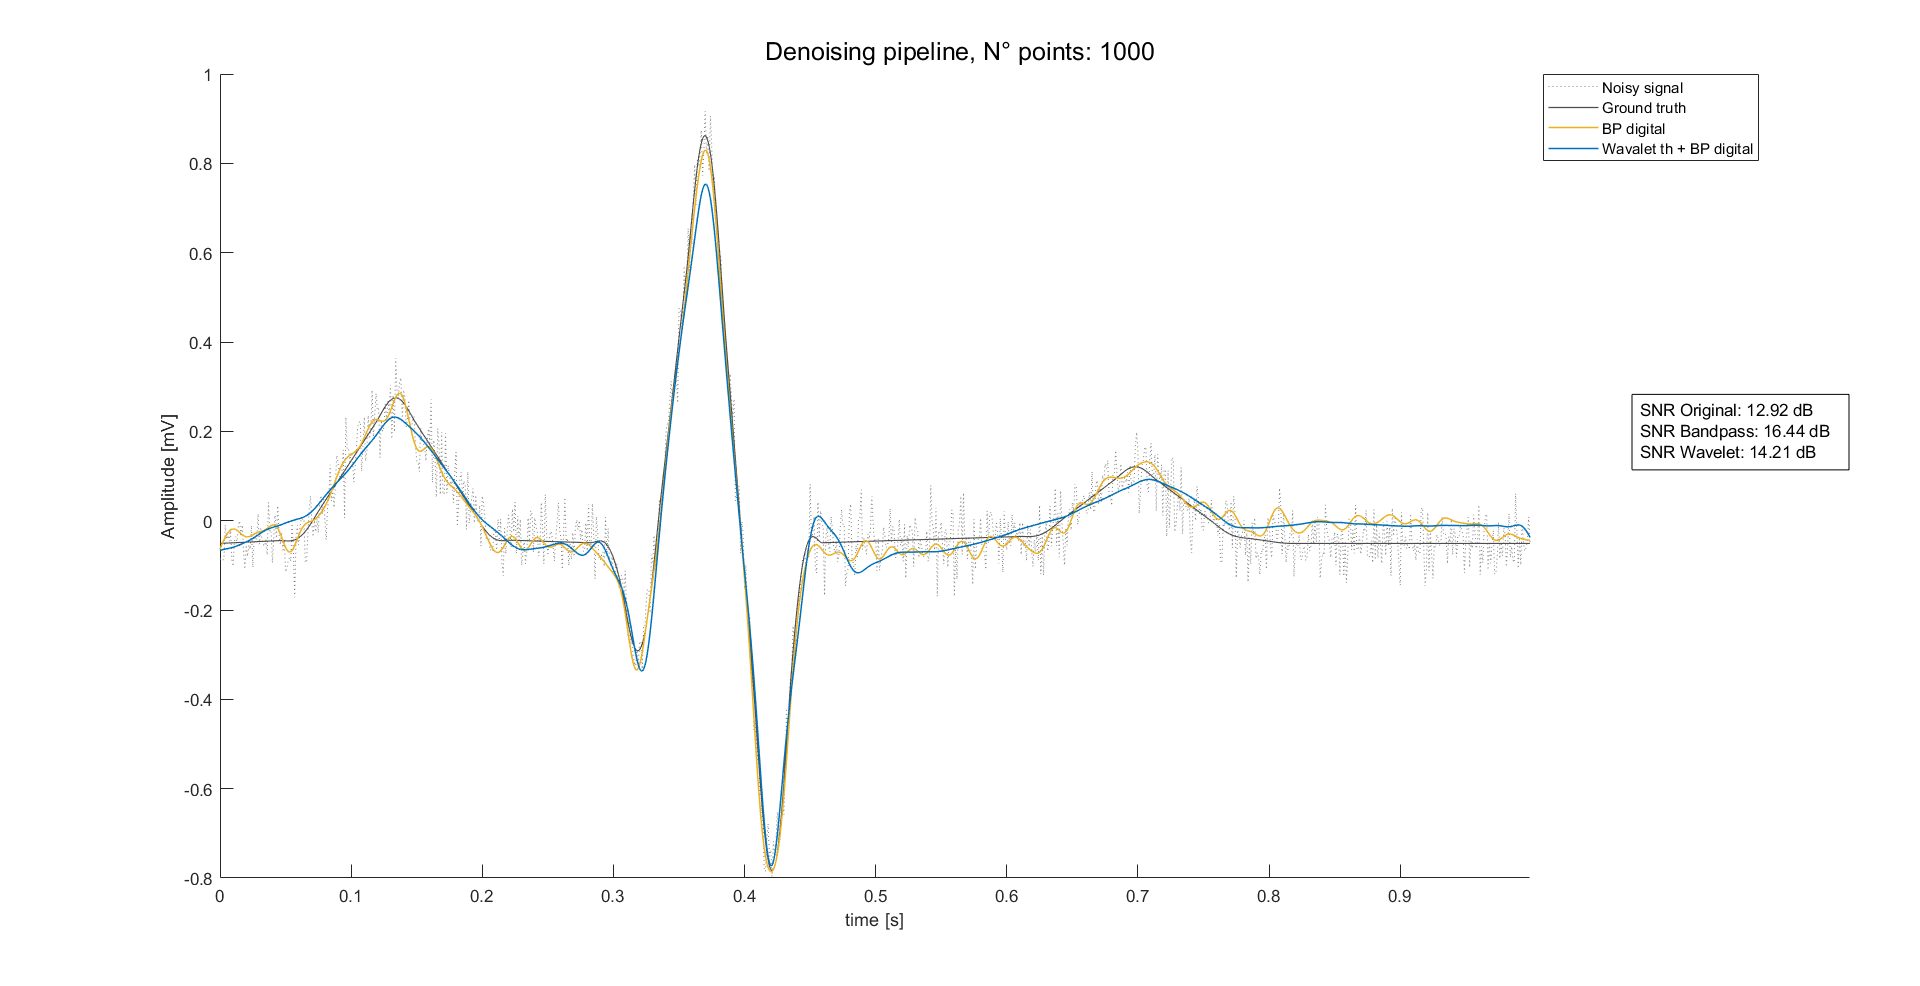 Denoising pipeline, N° points: 1000
Noisy signal
Ground truth
BP digital
Wavalet th + BP digital
1
0.8
0.6
0.4
0.2
0
-0.2
-0.4
-0.6
-0.8
Amplitude [mV]
SNR Original: 12.92 dB
SNR Bandpass: 16.44 dB
SNR Wavelet: 14.21 dB
0 0.1 0.2 0.3 0.4 0.5 0.6 0.7 0.8 0.9
time [s]